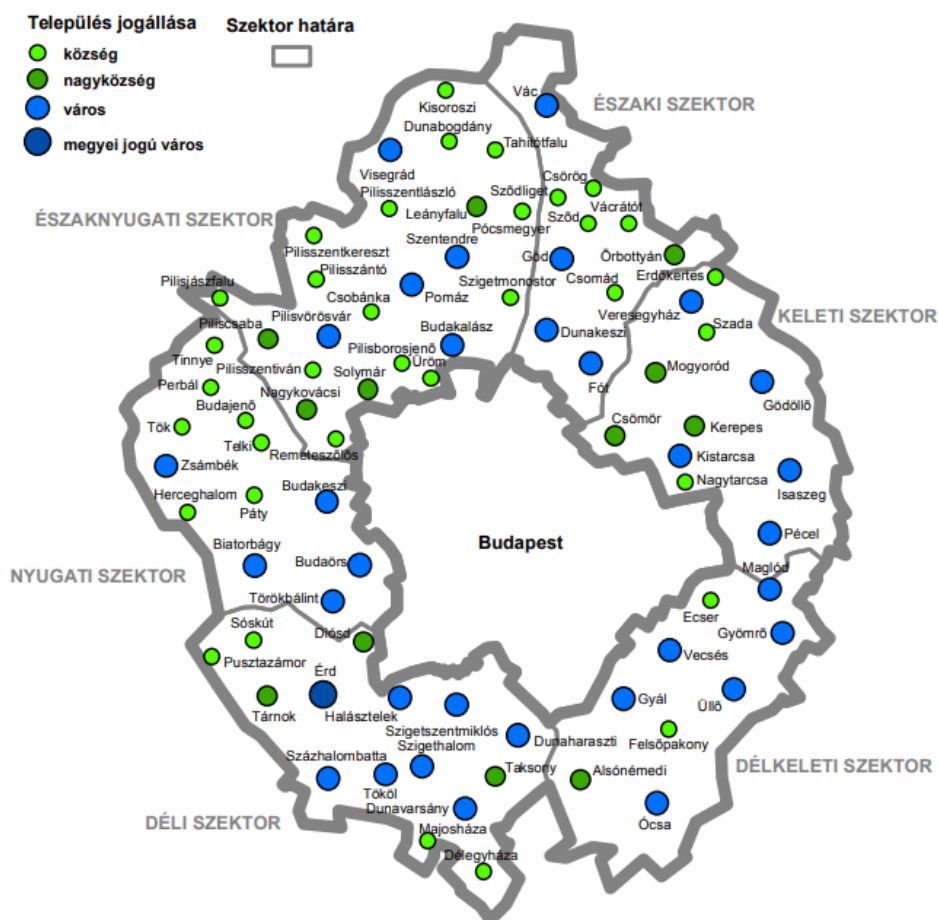 Település jogállása
Szektor határa
község
nagyközség
város
megyei jogú város
Vác
ÉSZAKI SZEKTOR
Kisoroszi
Dunabogdány
Tahitótfalu
Visegrád
Csörög
Pilisszentlászló
Sződliget
Vácrátót
ÉSZAKNYUGATI SZEKTOR
Leányfalu
Pócsmegyer
Sződ
Szentendre
Pilisszentkereszt
Göd
Őrbottyán
Pilisszántó
Csomád
Erdőkertes
Pilisjászfalu
Csobánka
Pomáz
Szigetmonostor
Veresegyház
KELETI SZEKTOR
Piliscsaba
Pilisvörösvár
Budakalász
Dunakeszi
Szada
Tinnye
Pilisborosjenő
Üröm
Pilisszentiván
Solymár
Mogyoród
Perbál
Nagykovácsi
Fót
Gödöllő
Budajenő
Csömör
Tök
Telki
Remeteszőlős
Kerepes
Zsámbék
Kistarcsa
Budakeszi
Nagytarcsa
Isaszeg
Herceghalom
Páty
Pécel
Budapest
Biatorbágy
Budaörs
Maglód
NYUGATI SZEKTOR
Törökbálint
Ecser
Sóskút
Diósd
Gyömrő
Pusztazámor
Vecsés
Érd
Tárnok
Halásztelek
Gyál
Üllő
Szigetszentmiklós
Dunaharaszti
Felsőpakony
Százhalombatta
Szigethalom
Taksony
Alsónémedi
DÉLKELETI SZEKTOR
Tököl
Dunavarsány
DÉLI SZEKTOR
Majosháza
Ócsa
Délegyháza